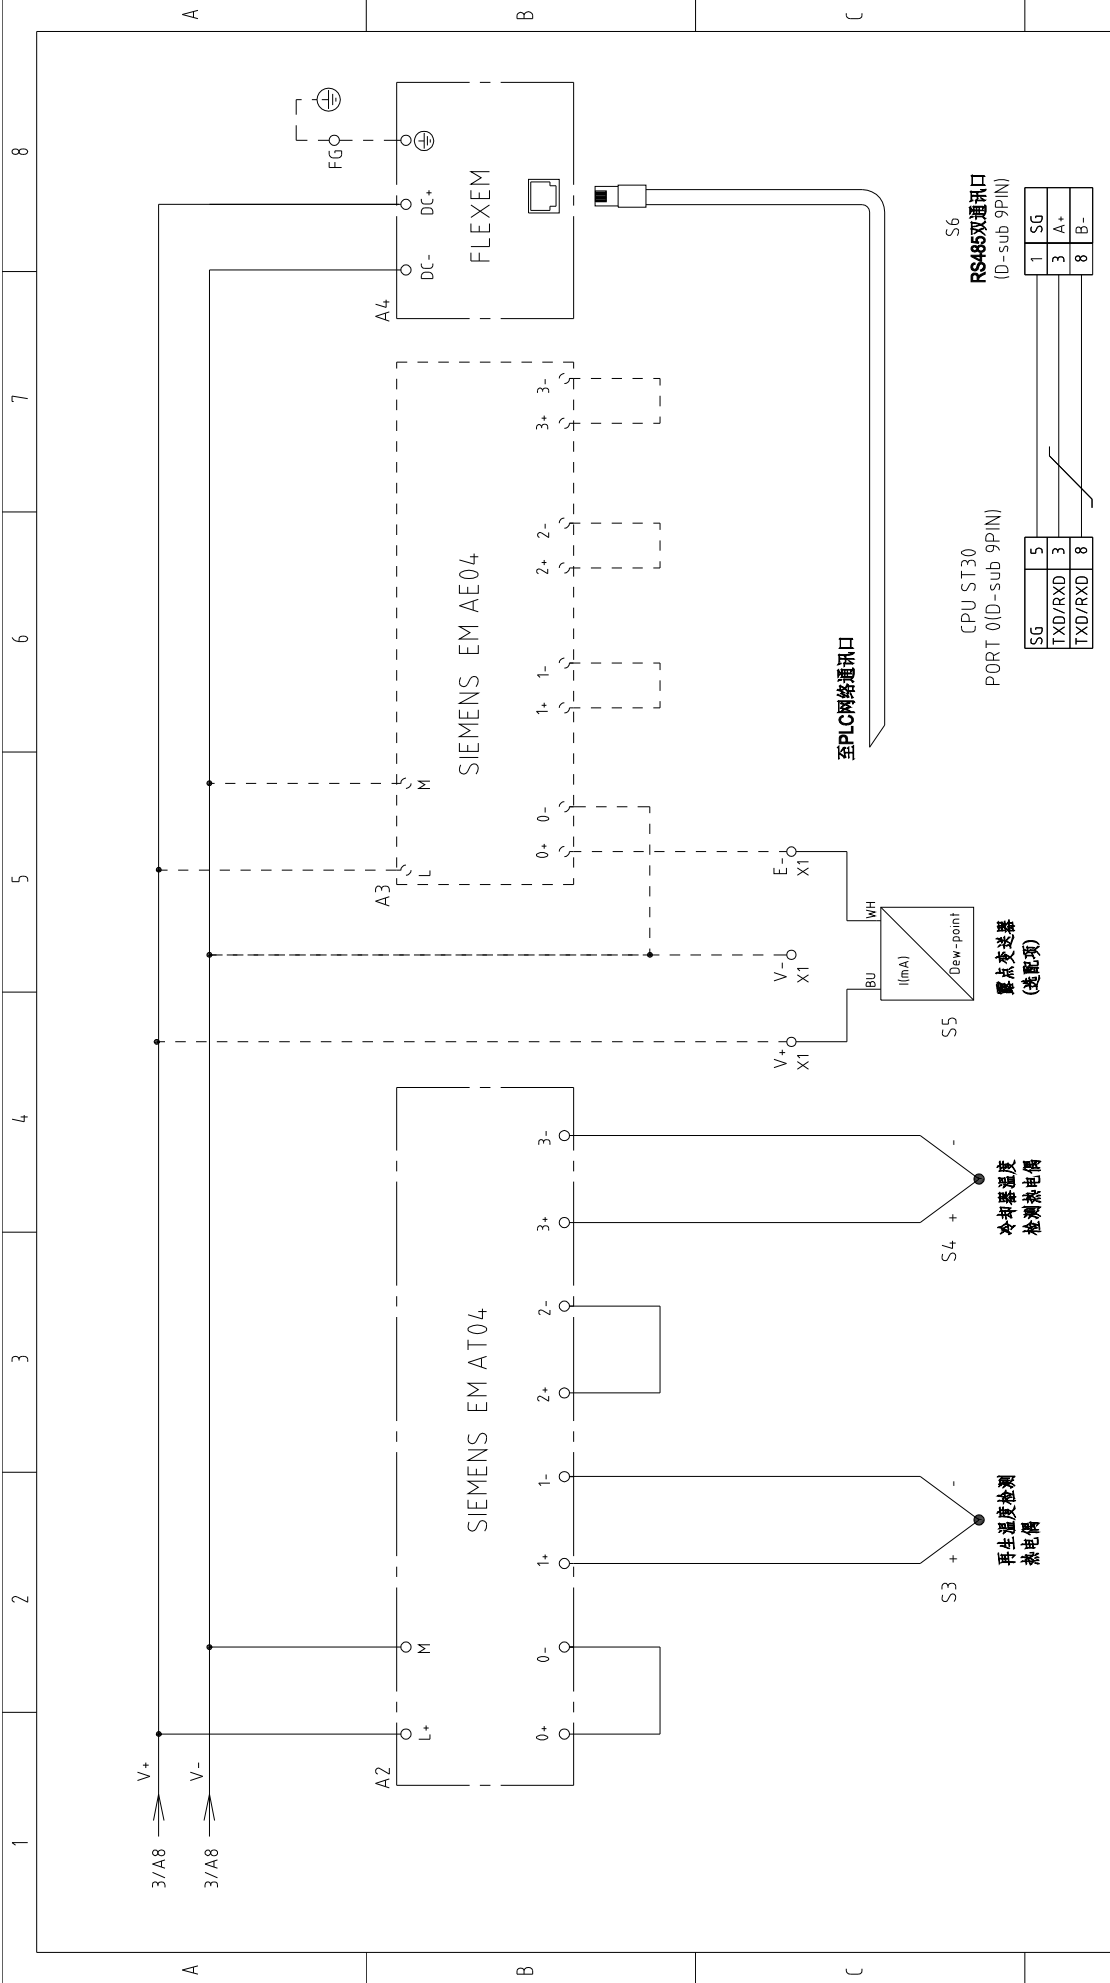 1
2
3
4
5
6
7
8
A
B
C
A
B
C
3/A8
V+
3/A8
V-
A2
L+
M
SIEMENS EM AT04
0+
0-
1+
1-
2+
2-
3+
3-
S3
+
-
再生温度检测
热电偶
S4
+
-
冷却器温度
检测热电偶
A3
L
M
SIEMENS EM AE04
0+
0-
1+
1-
2+
2-
3+
3-
V+
X1
V-
X1
E-
X1
BU
WH
I(mA)
Dew-point
S5
露点变送器
(选配项)
A4
DC-
DC+
FG
FLEXEM
至PLC网络通讯口
CPU ST30
PORT 0(D-sub 9PIN)
SG 5
TXD/RXD 3
TXD/RXD 8
S6
RS485双通讯口
(D-sub 9PIN)
1 SG
3 A+
8 B-